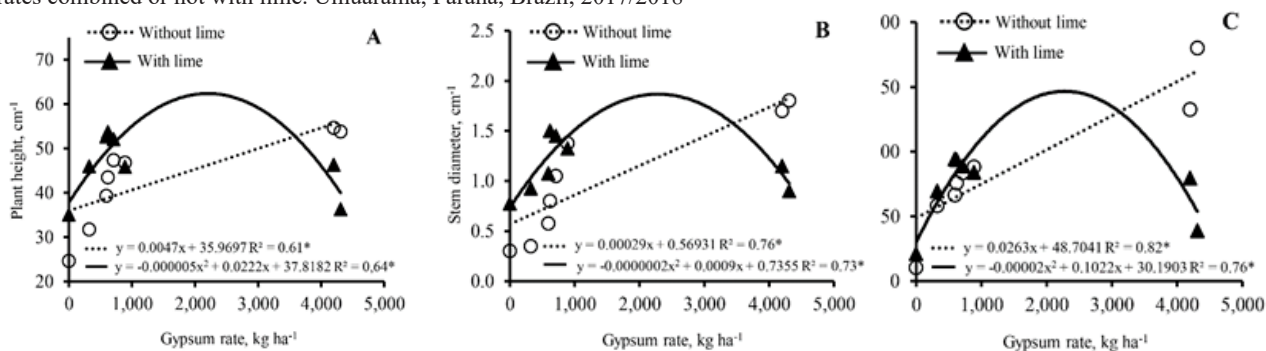 rates combined or not with lime. Umuarama, Paraná, Brazil, 2017/2018
Without lime
With lime
A
70
60
50
40
30
20
Plant height, cm⁻¹
y = 0.0047x + 35.9697 R² = 0.61*
y = -0.000005x² + 0.0222x + 37.8182 R² = 0,64*
0 1,000 2,000 3,000 4,000 5,000
Gypsum rate, kg ha⁻¹
Without lime
With lime
B
2.5
2.0
1.5
1.0
0.5
0.0
Stem diameter, cm⁻¹
y = 0.00029x + 0.56931 R² = 0.76*
y = -0.0000002x² + 0.0009x + 0.7355 R² = 0.73*
0 1,000 2,000 3,000 4,000 5,000
Gypsum rate, kg ha⁻¹
Without lime
With lime
C
00
50
00
50
0
y = 0.0263x + 48.7041 R² = 0.82*
y = -0.00002x² + 0.1022x + 30.1903 R² = 0.76*
0 1,000 2,000 3,000 4,000 5,000
Gypsum rate, kg ha⁻¹